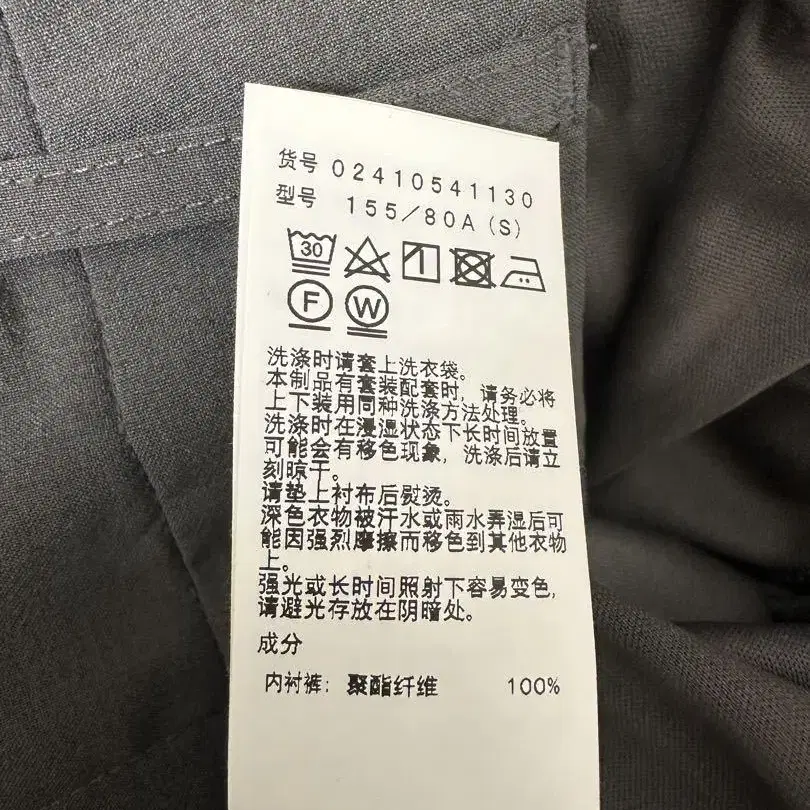 货号 02410541130
型号 155/80A(S)
30
F W
洗涤时请套上洗衣袋。
本制品有套装配套时，请务必将
上下装用同种洗涤方法处理。
洗涤时在浸湿状态下长时间放置
可能会有移色现象，洗涤后请立
刻晾干。
请垫上衬布后熨烫。
深色衣物被汗水或雨水弄湿后可
能因强烈摩擦而移色到其他衣物
上。
强光或长时间照射下容易变色，
请避光存放在阴暗处。
成分
内衬裤：聚酯纤维 100%